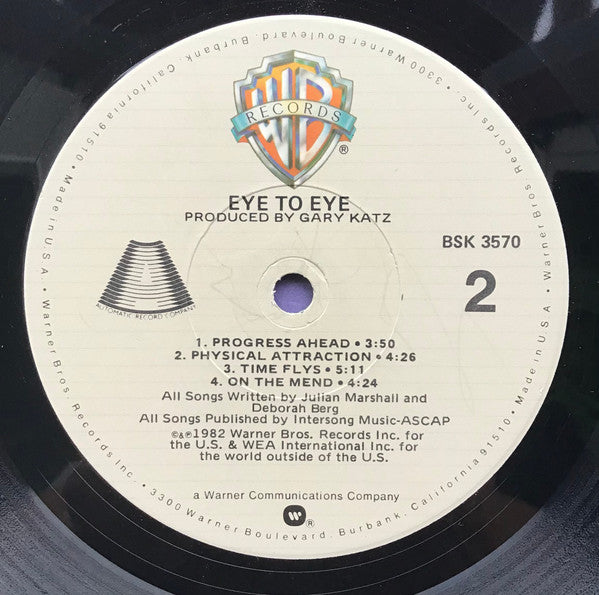 WB
RECORDS
®
EYE TO EYE
PRODUCED BY GARY KATZ
BSK 3570
2
AUTOMATIC RECORD COMPANY
1. PROGRESS AHEAD • 3:50
2. PHYSICAL ATTRACTION • 4:26
3. TIME FLYS • 5:11
4. ON THE MEND • 4:24
All Songs Written by Julian Marshall and
Deborah Berg
All Songs Published by Intersong Music-ASCAP
©&℗1982 Warner Bros. Records Inc. for
the U.S. & WEA International Inc. for
the world outside of the U.S.
a Warner Communications Company
®
Warner Bros. Records Inc. • 3300 Warner Boulevard, Burbank, California 91510 • Made in U.S.A. •
Warner Bros. Records Inc. • 3300 Warner Boulevard, Burbank, California 91510 • Made in U.S.A. •